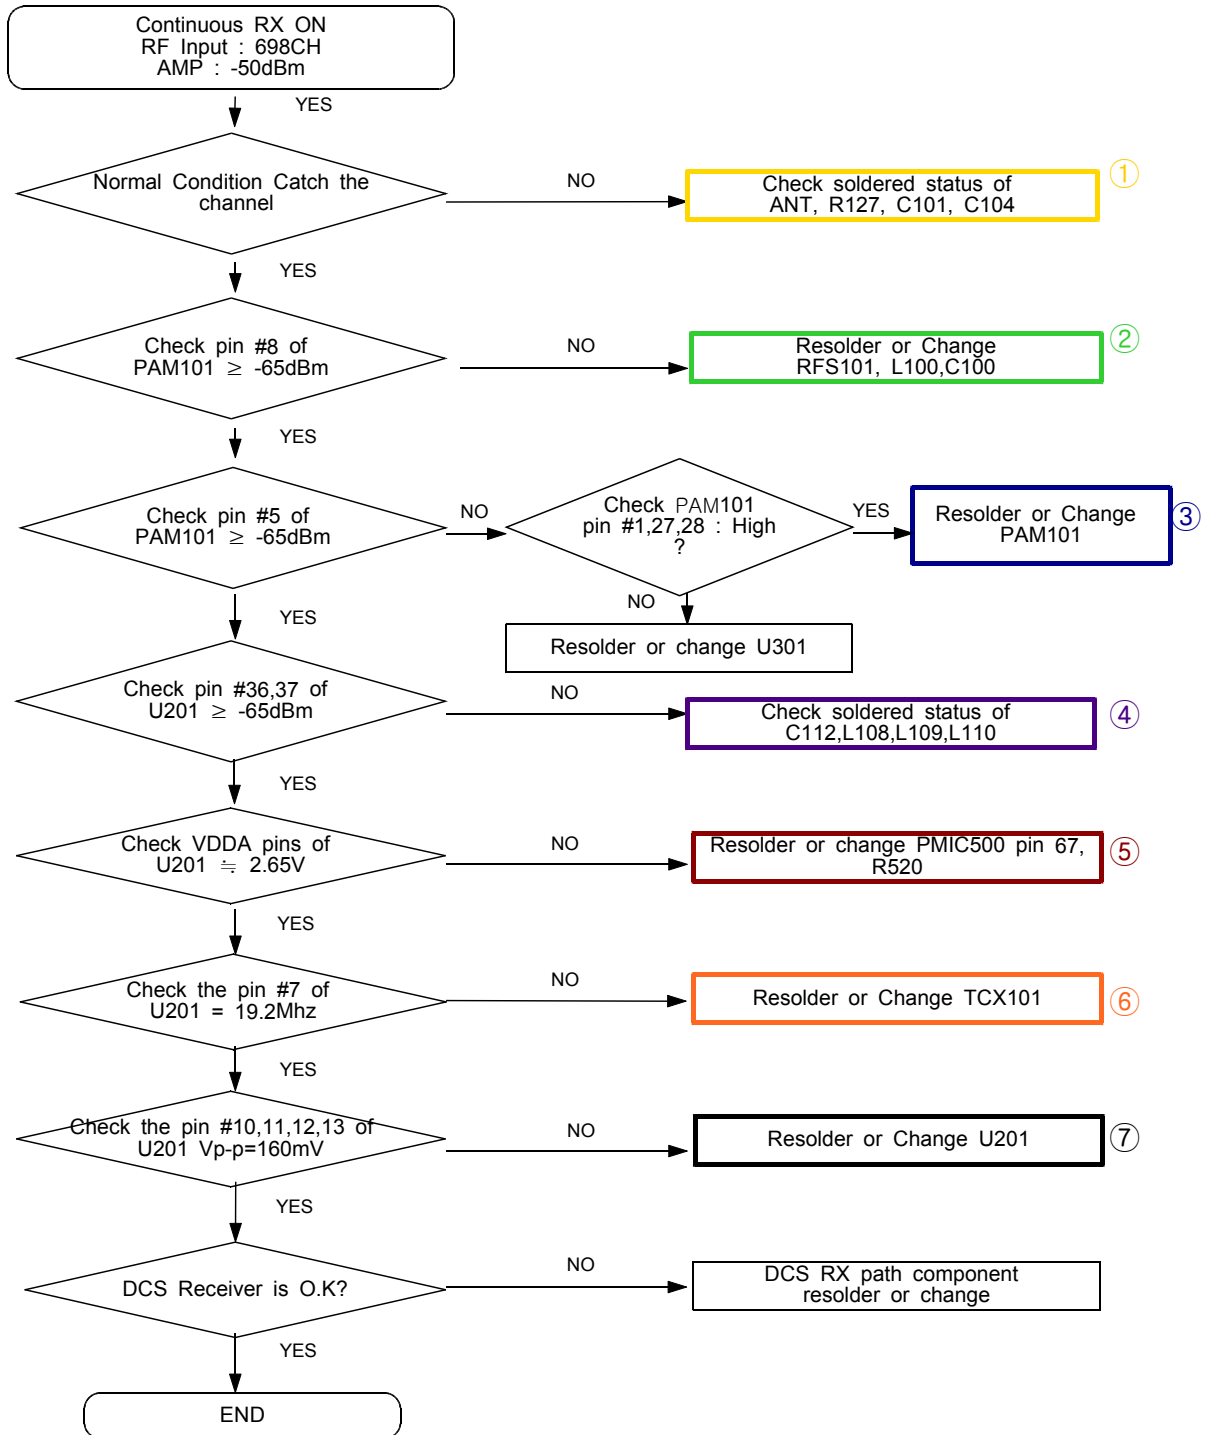 Continuous RX ON
RF Input : 698CH
AMP : -50dBm
YES
Normal Condition Catch the
channel
NO
Check soldered status of
ANT, R127, C101, C104
①
YES
Check pin #8 of
PAM101 ≥ -65dBm
NO
Resolder or Change
RFS101, L100,C100
②
YES
Check pin #5 of
PAM101 ≥ -65dBm
NO
Check PAM101
pin #1,27,28 : High
?
YES
Resolder or Change
PAM101
③
NO
Resolder or change U301
YES
Check pin #36,37 of
U201 ≥ -65dBm
NO
Check soldered status of
C112,L108,L109,L110
④
YES
Check VDDA pins of
U201 ≒ 2.65V
NO
Resolder or change PMIC500 pin 67,
R520
⑤
YES
Check the pin #7 of
U201 = 19.2Mhz
NO
Resolder or Change TCX101
⑥
YES
Check the pin #10,11,12,13 of
U201 Vp-p=160mV
NO
Resolder or Change U201
⑦
YES
DCS Receiver is O.K?
NO
DCS RX path component
resolder or change
YES
END